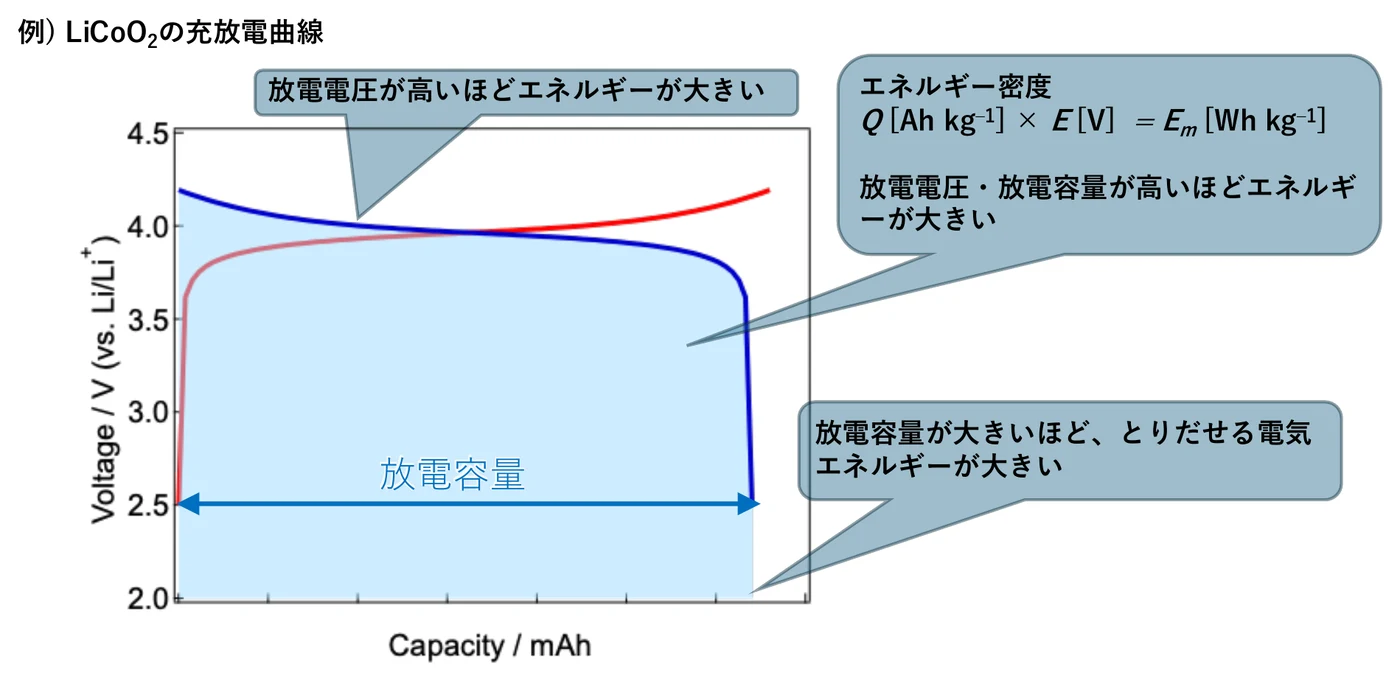 例）LiCoO₂の充放電曲線
放電電圧が高いほどエネルギーが大きい
エネルギー密度
Q [Ah kg⁻¹] × E [V] = Eₘ [Wh kg⁻¹]
放電電圧・放電容量が高いほどエネルギ
ーが大きい
4.5
4.0
3.5
3.0
2.5
2.0
Voltage / V (vs. Li/Li⁺)
放電容量
放電容量が大きいほど、とりだせる電気
エネルギーが大きい
Capacity / mAh